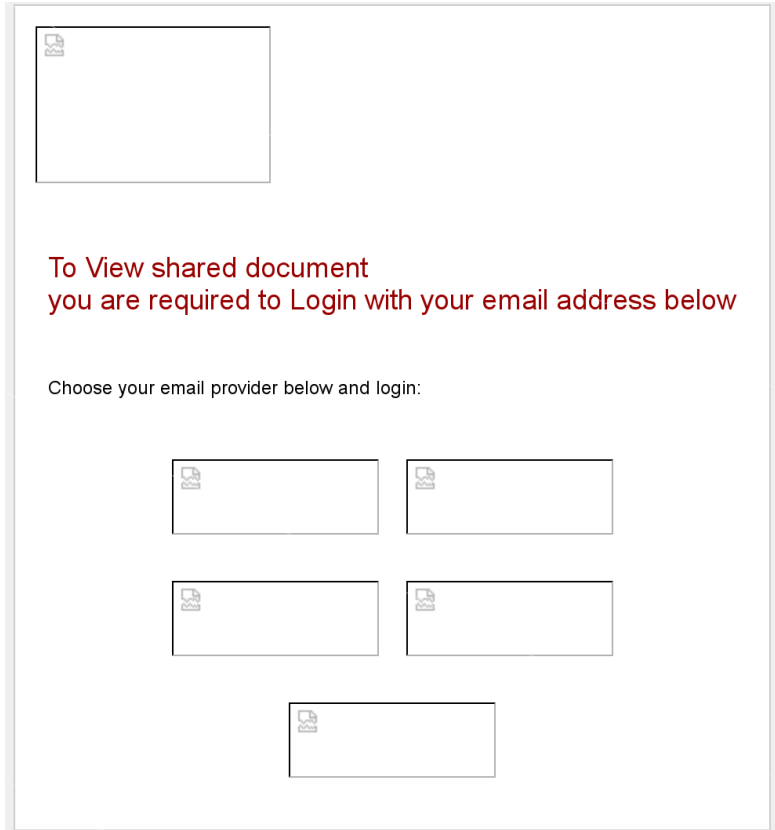 To View shared document
you are required to Login with your email address below
Choose your email provider below and login: